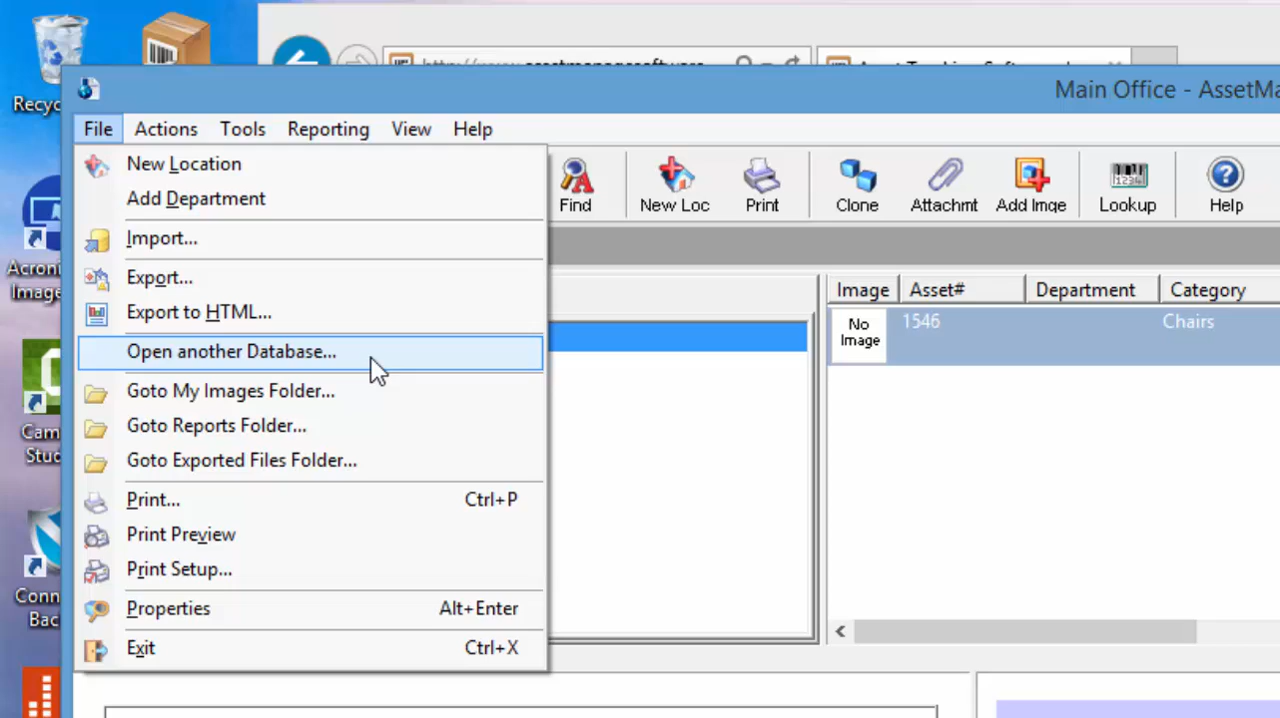 Recyc
Main Office - AssetMa
File Actions Tools Reporting View Help
New Location
Add Department
Import...
Export...
Export to HTML...
Open another Database...
Goto My Images Folder...
Goto Reports Folder...
Goto Exported Files Folder...
Print... Ctrl+P
Print Preview
Print Setup...
Properties Alt+Enter
Exit Ctrl+X
Find New Loc Print Clone Attachmt Add Imge Lookup Help
Image Asset# Department Category
No Image 1546 Chairs
Acroni
Image
Cam
Stud
Conn
Bac